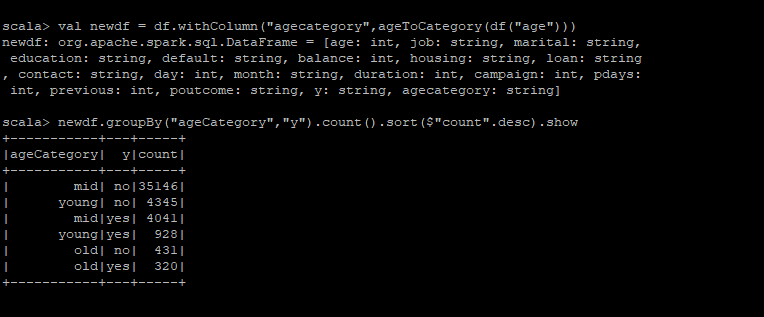 scala> val newdf = df.withColumn("agecategory",ageToCategory(df("age")))
newdf: org.apache.spark.sql.DataFrame = [age: int, job: string, marital: string,
 education: string, default: string, balance: int, housing: string, loan: string
, contact: string, day: int, month: string, duration: int, campaign: int, pdays:
 int, previous: int, poutcome: string, y: string, agecategory: string]
scala> newdf.groupBy("ageCategory","y").count().sort($"count".desc).show
+-----------+---+-----+
|ageCategory|  y|count|
+-----------+---+-----+
|        mid| no|35146|
|      young| no| 4345|
|        mid|yes| 4041|
|      young|yes|  928|
|        old| no|  431|
|        old|yes|  320|
+-----------+---+-----+